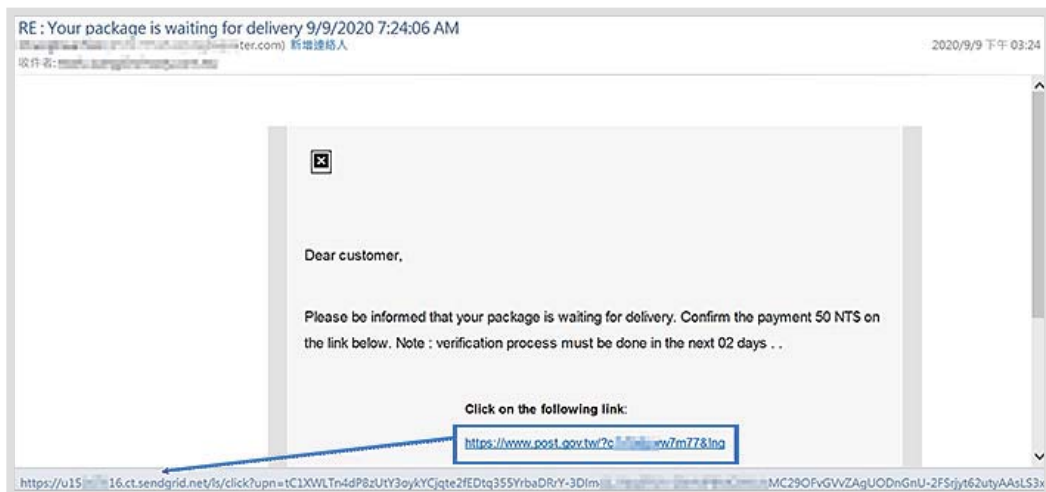 RE : Your package is waiting for delivery 9/9/2020 7:24:06 AM
ter.com) 新增連絡人
2020/9/9 下午 03:24
收件者:
Dear customer,
Please be informed that your package is waiting for delivery. Confirm the payment 50 NT$ on
the link below. Note : verification process must be done in the next 02 days . .
Click on the following link:
https://www.post.gov.tw/?c w7m77&lng
https://u15 16.ct.sendgrid.net/ls/click?upn=tC1XWLTn4dP8zUtY3oykYCjqte2fEDtq355YrbaDRrY-3DIm MC29OFvGVvZAgUODnGnU-2FSrjyt62utyAAsLS3x